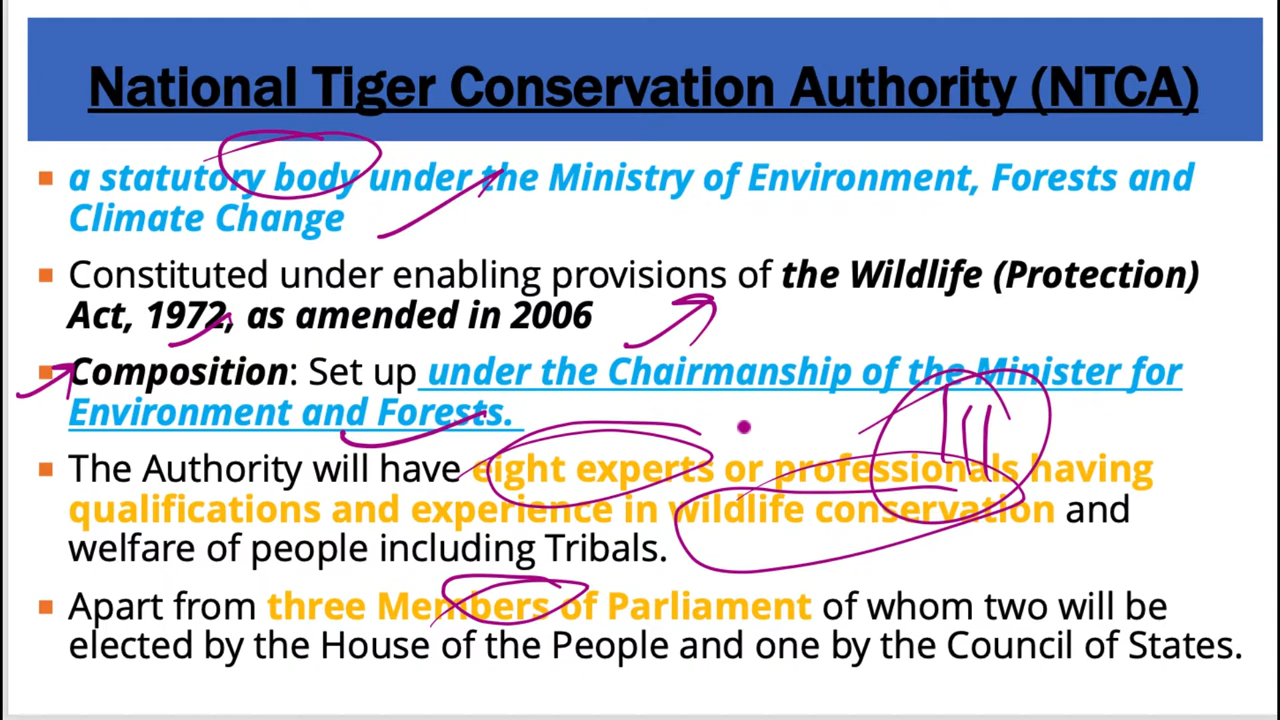 National Tiger Conservation Authority (NTCA)
a statutory body under the Ministry of Environment, Forests and
Climate Change
Constituted under enabling provisions of the Wildlife (Protection)
Act, 1972, as amended in 2006
Composition: Set up under the Chairmanship of the Minister for
Environment and Forests.
The Authority will have eight experts or professionals having
qualifications and experience in wildlife conservation and
welfare of people including Tribals.
Apart from three Members of Parliament of whom two will be
elected by the House of the People and one by the Council of States.